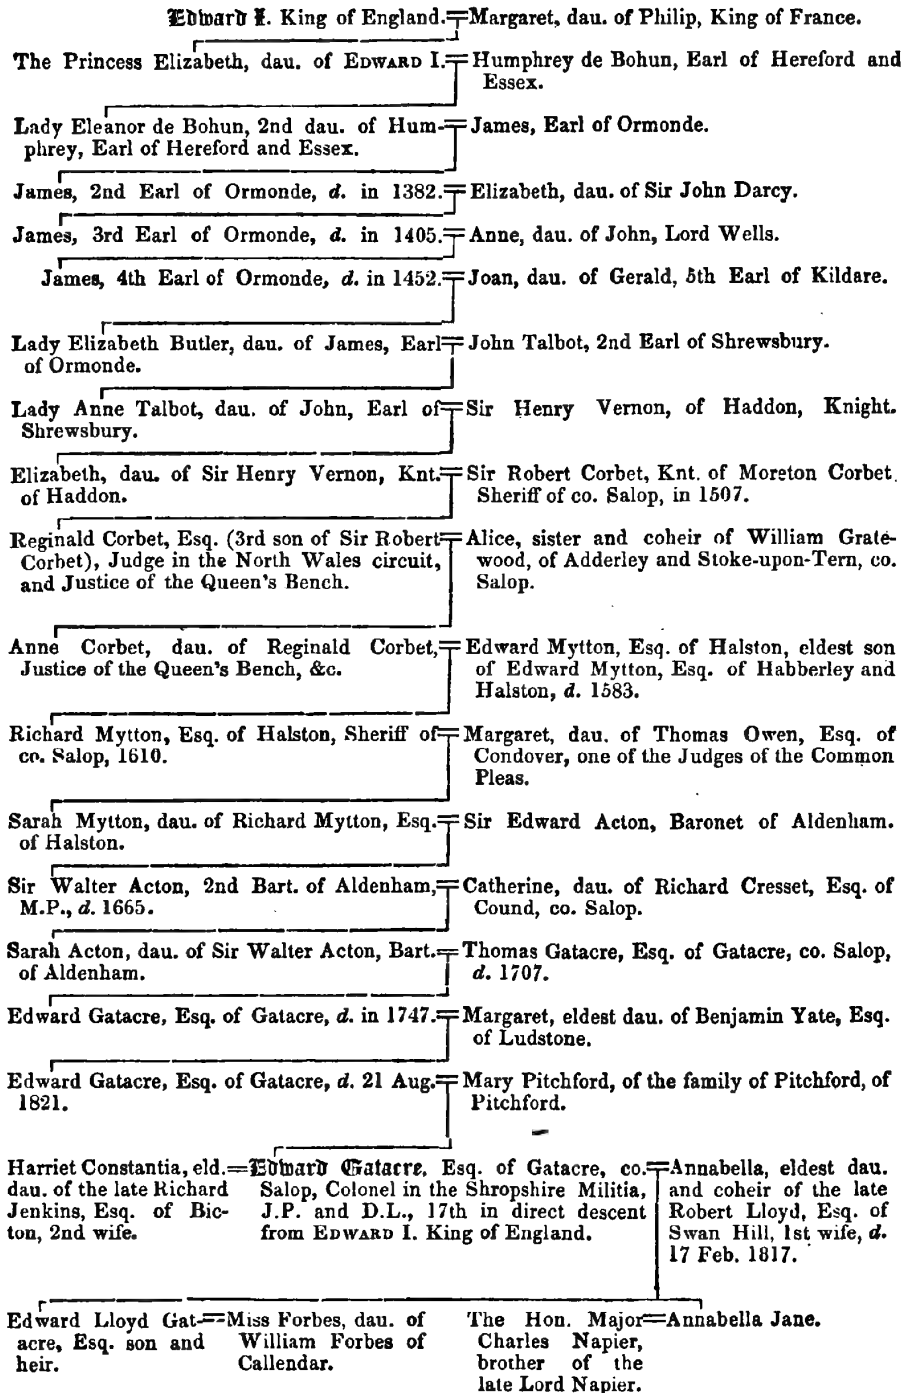 Edward I. King of England.
Margaret, dau. of Philip, King of France.
The Princess Elizabeth, dau. of EDWARD I.
Humphrey de Bohun, Earl of Hereford and
Essex.
Lady Eleanor de Bohun, 2nd dau. of Hum-
phrey, Earl of Hereford and Essex.
James, Earl of Ormonde.
James, 2nd Earl of Ormonde, d. in 1382.
Elizabeth, dau. of Sir John Darcy.
James, 3rd Earl of Ormonde, d. in 1405.
Anne, dau. of John, Lord Wells.
James, 4th Earl of Ormonde, d. in 1452.
Joan, dau. of Gerald, 5th Earl of Kildare.
Lady Elizabeth Butler, dau. of James, Earl
of Ormonde.
John Talbot, 2nd Earl of Shrewsbury.
Lady Anne Talbot, dau. of John, Earl of
Shrewsbury.
Sir Henry Vernon, of Haddon, Knight.
Elizabeth, dau. of Sir Henry Vernon, Knt.
of Haddon.
Sir Robert Corbet, Knt. of Moreton Corbet.
Sheriff of co. Salop, in 1507.
Reginald Corbet, Esq. (3rd son of Sir Robert
Corbet), Judge in the North Wales circuit,
and Justice of the Queen's Bench.
Alice, sister and coheir of William Grate-
wood, of Adderley and Stoke-upon-Tern, co.
Salop.
Anne Corbet, dau. of Reginald Corbet,
Justice of the Queen's Bench, &c.
Edward Mytton, Esq. of Halston, eldest son
of Edward Mytton, Esq. of Habberley and
Halston, d. 1583.
Richard Mytton, Esq. of Halston, Sheriff of
co. Salop, 1610.
Margaret, dau. of Thomas Owen, Esq. of
Condover, one of the Judges of the Common
Pleas.
Sarah Mytton, dau. of Richard Mytton, Esq.
of Halston.
Sir Edward Acton, Baronet of Aldenham.
Sir Walter Acton, 2nd Bart. of Aldenham,
M.P., d. 1665.
Catherine, dau. of Richard Cresset, Esq. of
Cound, co. Salop.
Sarah Acton, dau. of Sir Walter Acton, Bart.
of Aldenham.
Thomas Gatacre, Esq. of Gatacre, co. Salop,
d. 1707.
Edward Gatacre, Esq. of Gatacre, d. in 1747.
Margaret, eldest dau. of Benjamin Yate, Esq.
of Ludstone.
Edward Gatacre, Esq. of Gatacre, d. 21 Aug.
1821.
Mary Pitchford, of the family of Pitchford, of
Pitchford.
Harriet Constantia, eld.
dau. of the late Richard
Jenkins, Esq. of Bic-
ton, 2nd wife.
Edward Gatacre, Esq. of Gatacre, co.
Salop, Colonel in the Shropshire Militia,
J.P. and D.L., 17th in direct descent
from EDWARD I. King of England.
Annabella, eldest dau.
and coheir of the late
Robert Lloyd, Esq. of
Swan Hill, 1st wife, d.
17 Feb. 1817.
Edward Lloyd Gat-
acre, Esq. son and
heir.
Miss Forbes, dau. of
William Forbes of
Callendar.
The Hon. Major
Charles Napier,
brother of the
late Lord Napier.
Annabella Jane.